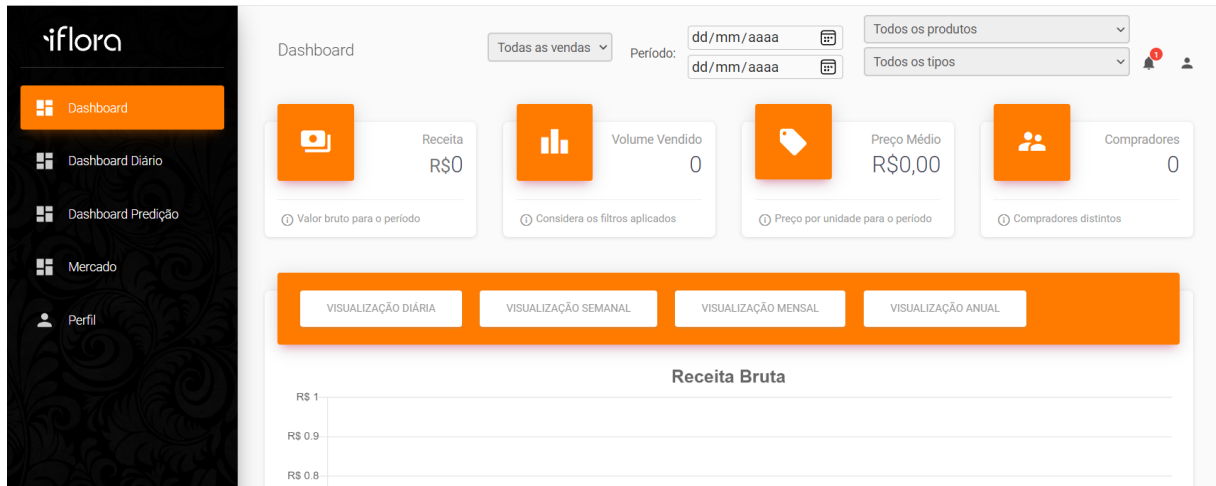 iflora
Dashboard
Dashboard Diário
Dashboard Predição
Mercado
Perfil
Dashboard
Todas as vendas
Período:
dd/mm/aaaa
dd/mm/aaaa
Todos os produtos
Todos os tipos
1
Receita
R$0
Valor bruto para o período
Volume Vendido
0
Considera os filtros aplicados
Preço Médio
R$0,00
Preço por unidade para o período
Compradores
0
Compradores distintos
VISUALIZAÇÃO DIÁRIA
VISUALIZAÇÃO SEMANAL
VISUALIZAÇÃO MENSAL
VISUALIZAÇÃO ANUAL
Receita Bruta
R$ 1
R$ 0.9
R$ 0.8